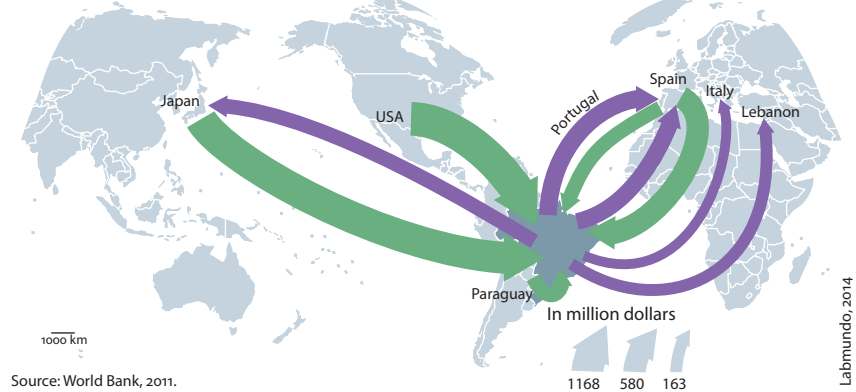 Spain
Italy
Japan
Portugal
USA
Lebanon
Paraguay
In million dollars
1000 km
1168 580 163
Source: World Bank, 2011.
Labmundo, 2014